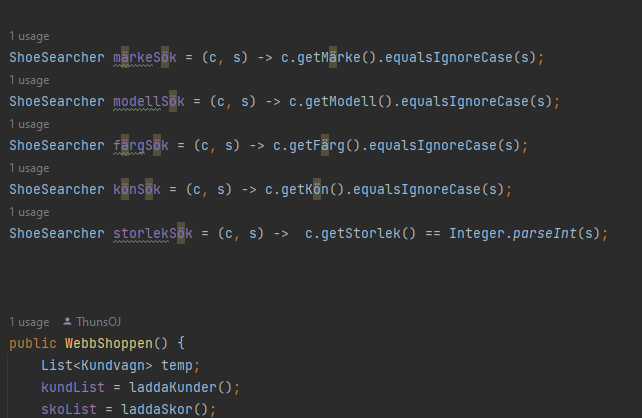 1 usage
ShoeSearcher märkeSök = (c, s) -> c.getMärke().equalsIgnoreCase(s);
1 usage
ShoeSearcher modellSök = (c, s) -> c.getModell().equalsIgnoreCase(s);
1 usage
ShoeSearcher färgSök = (c, s) -> c.getFärg().equalsIgnoreCase(s);
1 usage
ShoeSearcher könSök = (c, s) -> c.getKön().equalsIgnoreCase(s);
1 usage
ShoeSearcher storlekSök = (c, s) -> c.getStorlek() == Integer.parseInt(s);
1 usage ThunsOJ
public WebbShoppen() {
List<Kundvagn> temp;
kundList = laddaKunder();
skoList = laddaSkor();